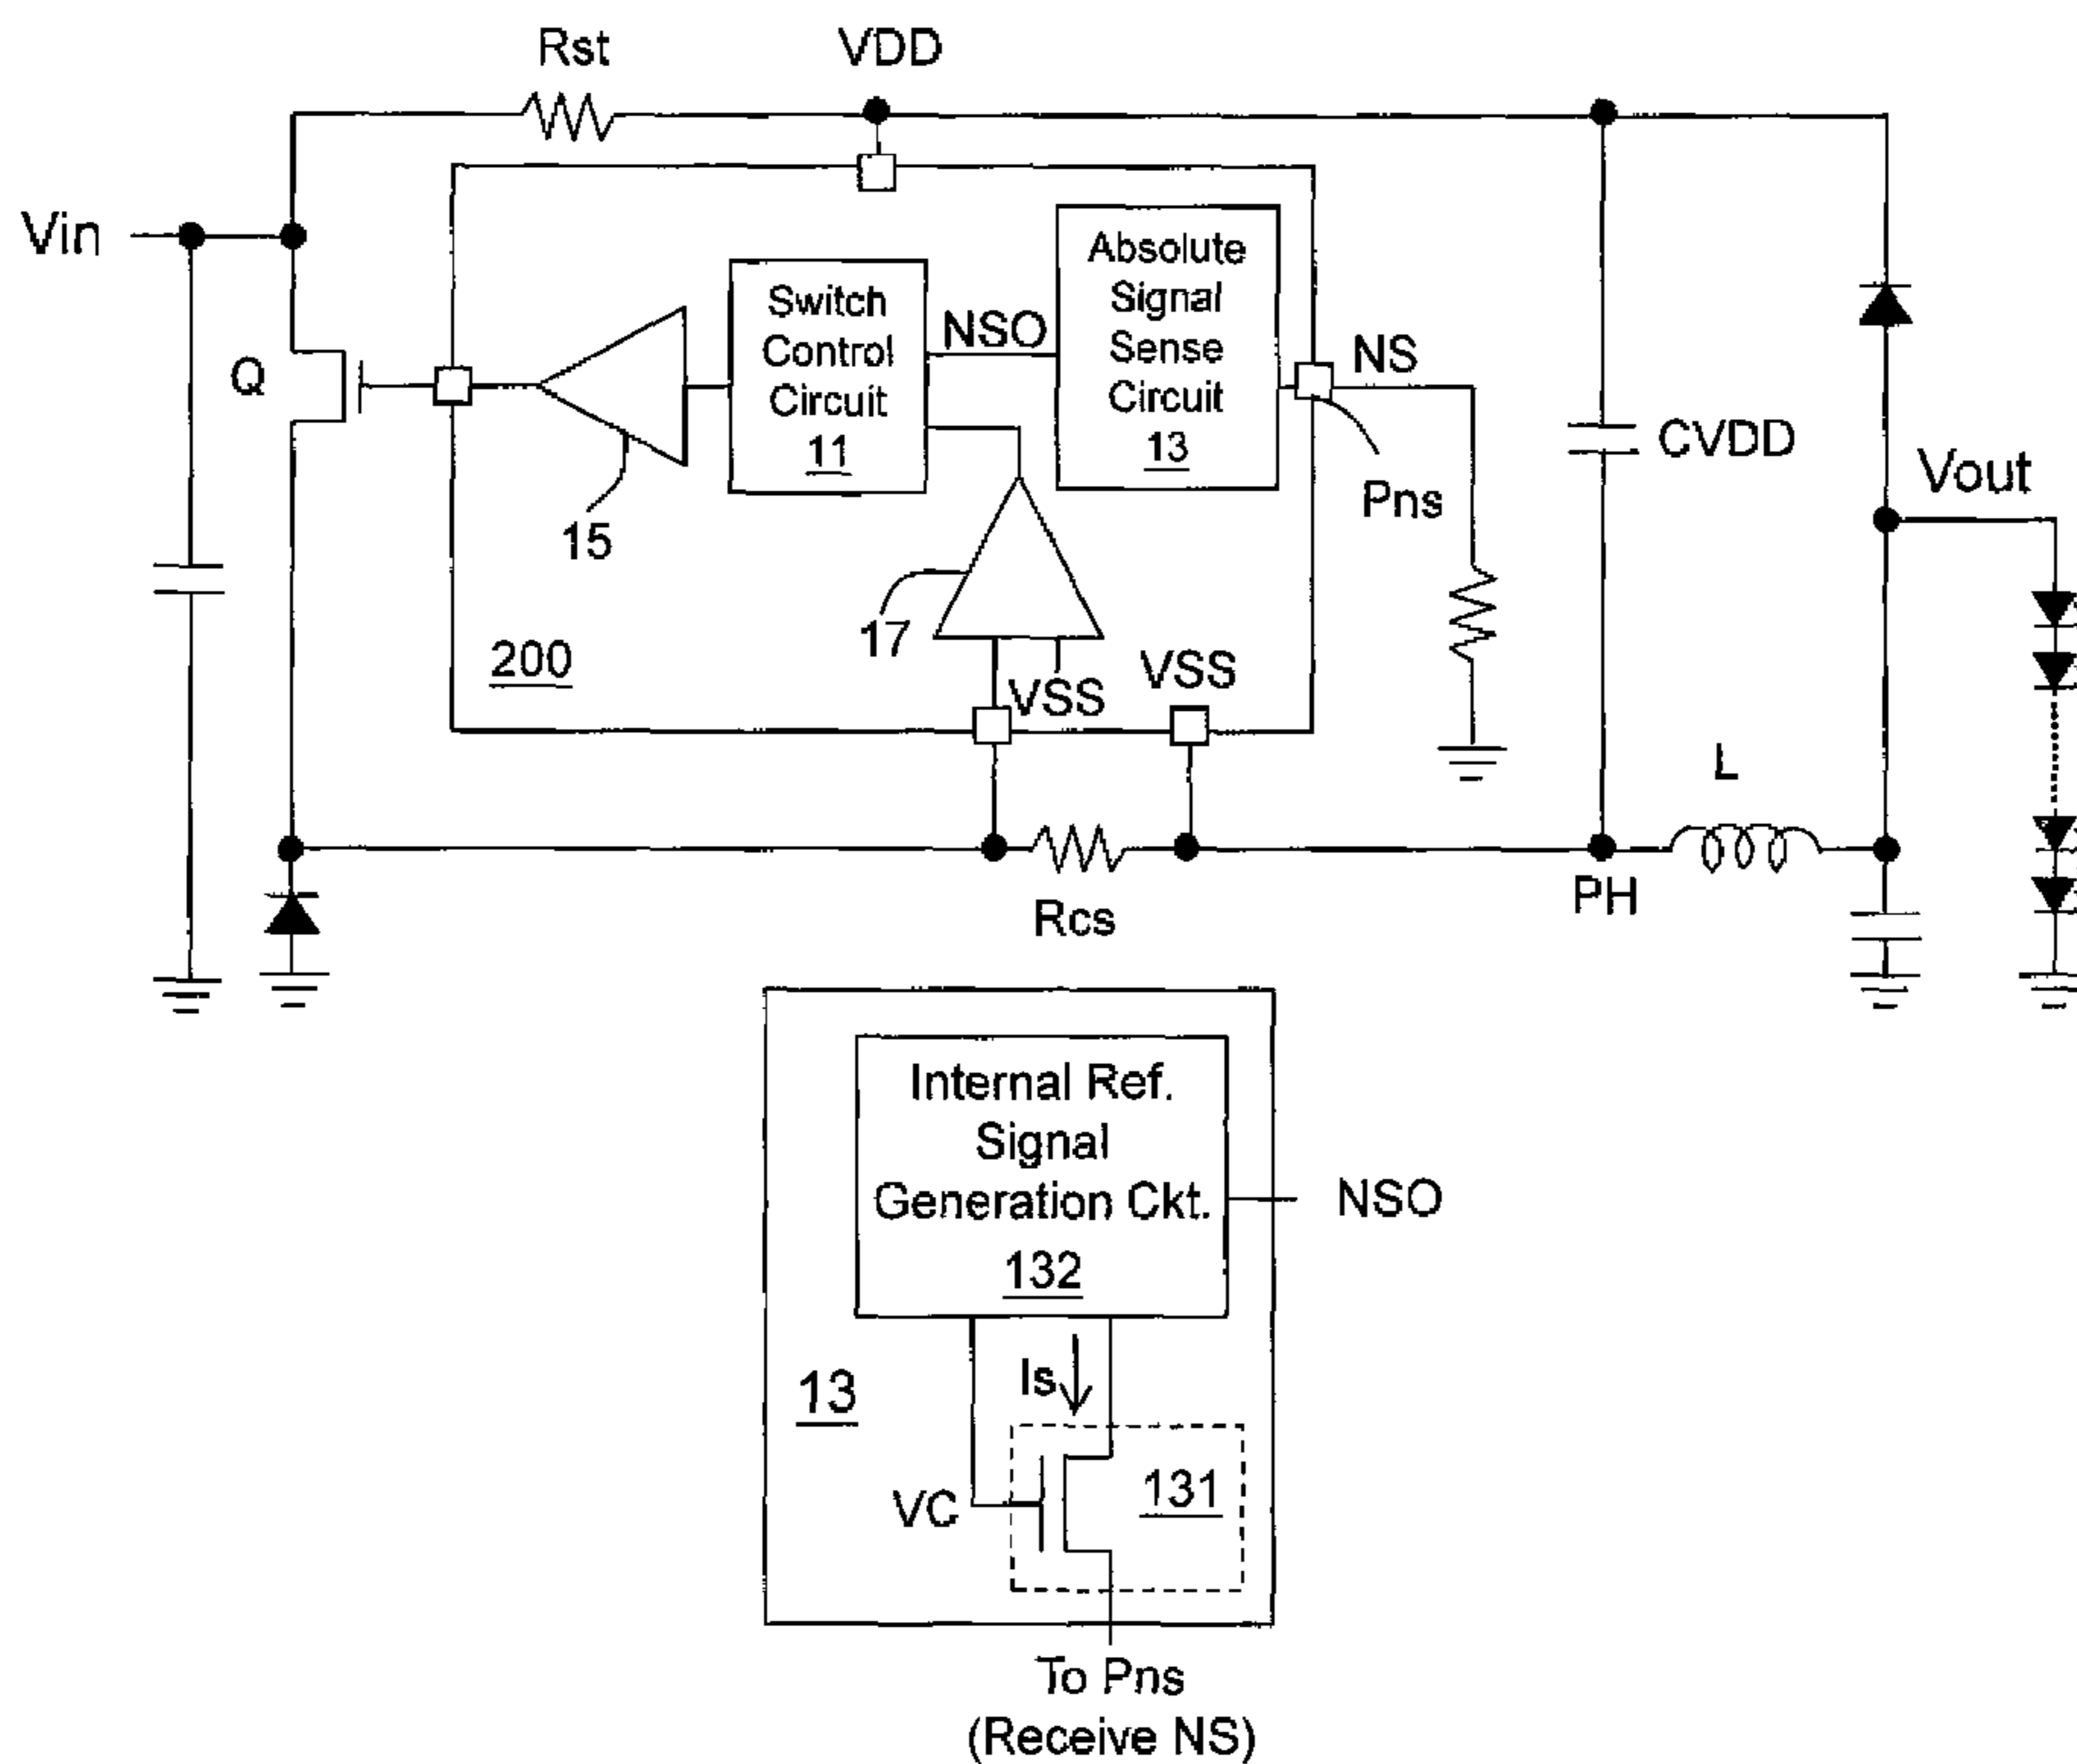 Rst
VDD
Vin
Q
Switch
Control
Circuit
11
NSO
Absolute
Signal
Sense
Circuit
13
NS
Pns
CVDD
Vout
15
17
200
VSS
VSS
L
Rcs
PH
Internal Ref.
Signal
Generation Ckt.
132
NSO
13
Is
VC
131
To Pns
(Receive NS)